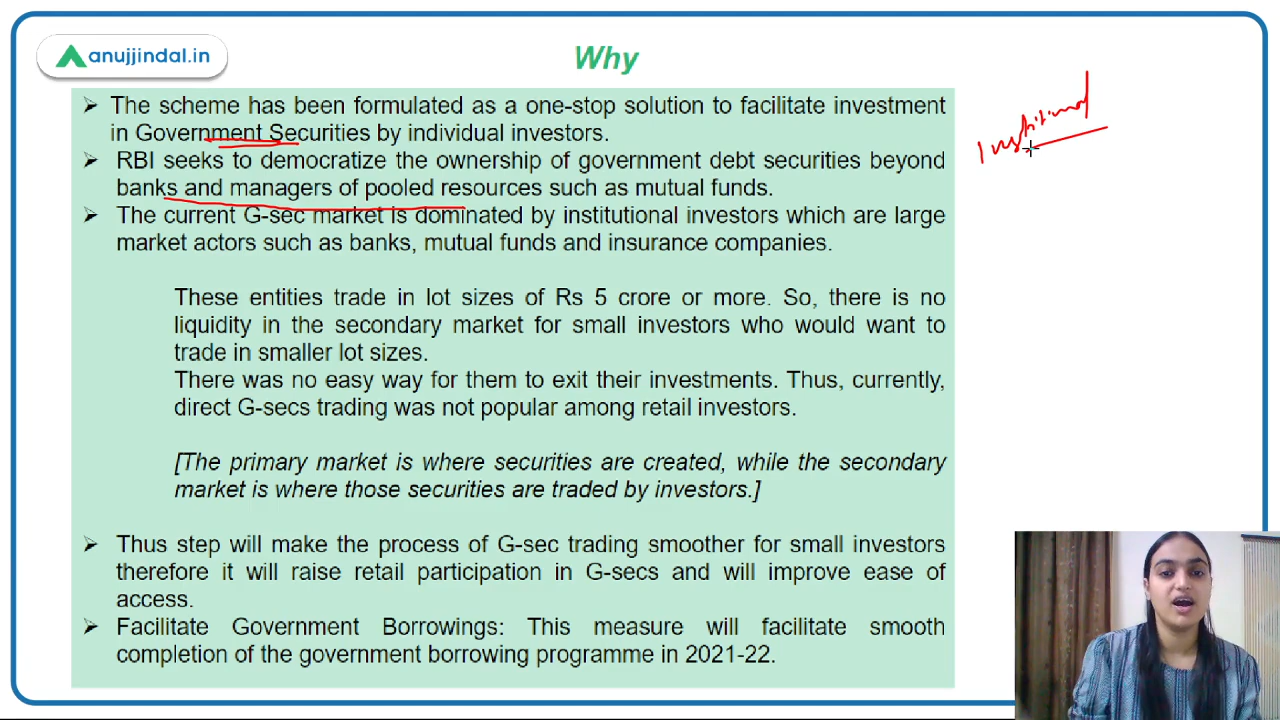 anujjindal.in
Why
➢ The scheme has been formulated as a one-stop solution to facilitate investment
in Government Securities by individual investors.
➢ RBI seeks to democratize the ownership of government debt securities beyond
banks and managers of pooled resources such as mutual funds.
➢ The current G-sec market is dominated by institutional investors which are large
market actors such as banks, mutual funds and insurance companies.
These entities trade in lot sizes of Rs 5 crore or more. So, there is no
liquidity in the secondary market for small investors who would want to
trade in smaller lot sizes.
There was no easy way for them to exit their investments. Thus, currently,
direct G-secs trading was not popular among retail investors.
[The primary market is where securities are created, while the secondary
market is where those securities are traded by investors.]
➢ Thus step will make the process of G-sec trading smoother for small investors
therefore it will raise retail participation in G-secs and will improve ease of
access.
➢ Facilitate Government Borrowings: This measure will facilitate smooth
completion of the government borrowing programme in 2021-22.
Institutional